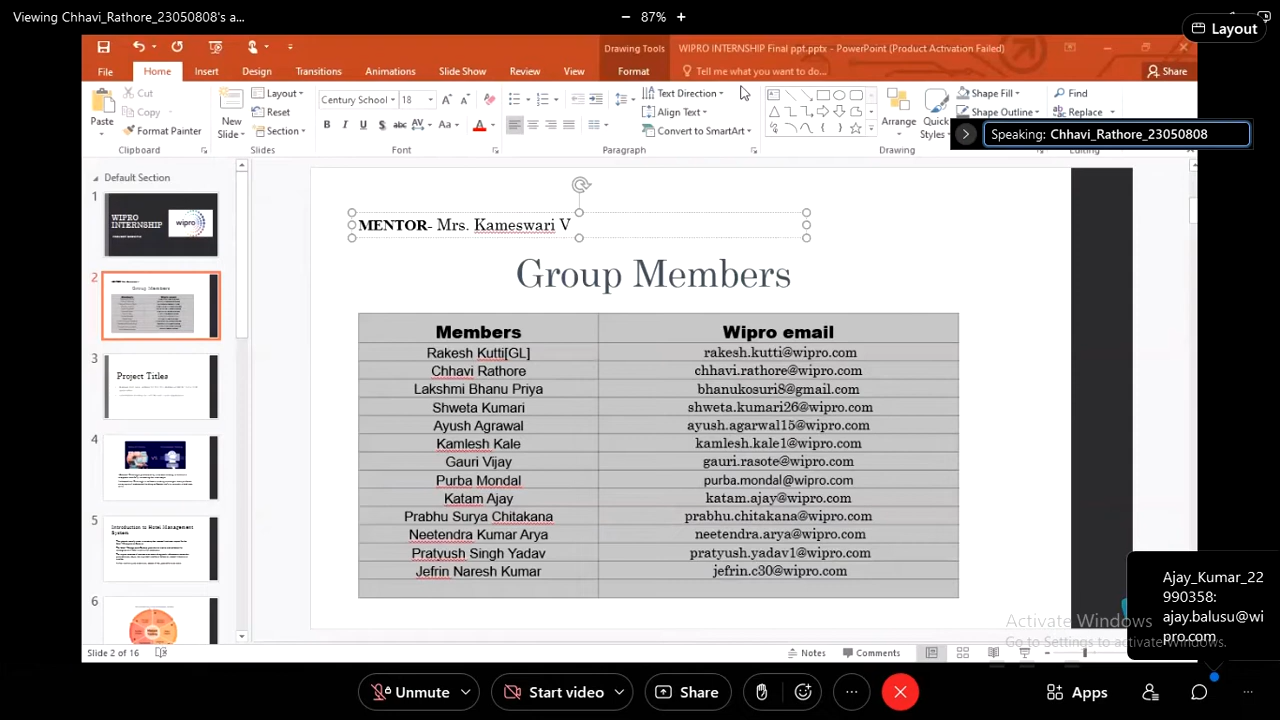 Viewing Chhavi_Rathore_23050808's a...
87%
Layout
Drawing Tools
WIPRO INTERNSHIP Final ppt.pptx - PowerPoint (Product Activation Failed)
File Home Insert Design Transitions Animations Slide Show Review View Format Tell me what you want to do... Share
Paste
Cut
Copy
Format Painter
Clipboard
New
Slide
Layout
Reset
Section
Slides
Century School 18
Font
Text Direction
Align Text
Convert to SmartArt
Paragraph
Arrange
Quick
Styles
Shape Fill
Shape Outline
Drawing
Find
Replace
Editing
Speaking: Chhavi_Rathore_23050808
Default Section
1
WIPRO
INTERNSHIP
wipro
2
Group Members
3
Project Titles
4
VS
5
Introduction to Hotel Management
System
6
MENTOR- Mrs. Kameswari V
Group Members
Members Wipro email
Rakesh Kutti[GL] rakesh.kutti@wipro.com
Chhavi Rathore chhavi.rathore@wipro.com
Lakshmi Bhanu Priya bhanukosuri8@gmail.com
Shweta Kumari shweta.kumari26@wipro.com
Ayush Agrawal ayush.agarwal15@wipro.com
Kamlesh Kale kamlesh.kale1@wipro.com
Gauri Vijay gauri.rasote@wipro.com
Purba Mondal purba.mondal@wipro.com
Katam Ajay katam.ajay@wipro.com
Prabhu Surya Chitakana prabhu.chitakana@wipro.com
Neetendra Kumar Arya neetendra.arya@wipro.com
Pratyush Singh Yadav pratyush.yadav1@wipro.com
Jefrin Naresh Kumar jefrin.c30@wipro.com
Ajay_Kumar_22
990358:
ajay.balusu@wi
pro.com
Activate Windows
Go to Settings to activate Windows.
Slide 2 of 16
Notes
Comments
Unmute
Start video
Share
Apps